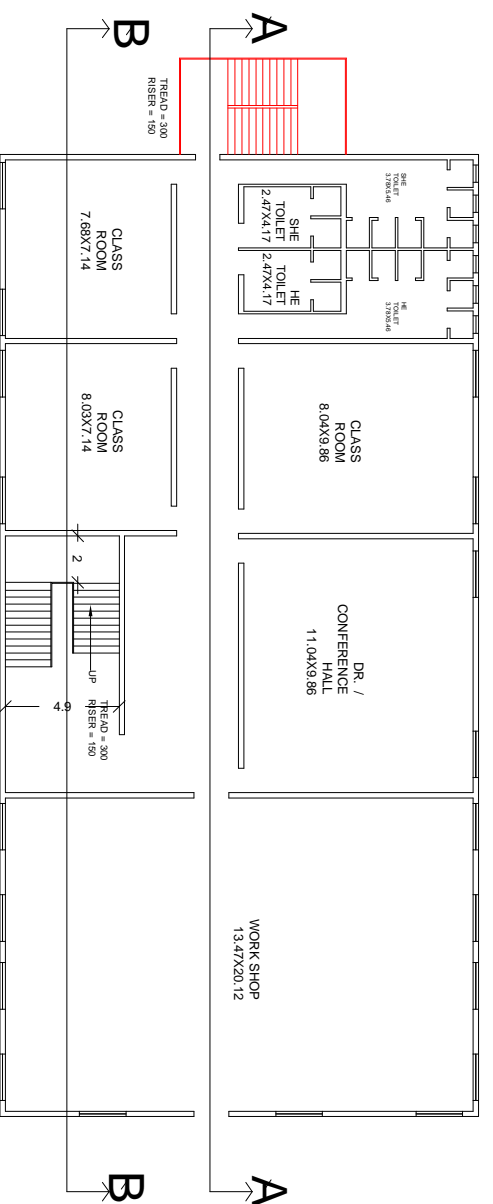 B
A
TREAD = 300
RISER = 150
SHE
TOILET
3.78X5.46
HE
TOILET
3.78X5.46
SHE
TOILET
2.47X4.17
HE
TOILET
2.47X4.17
CLASS
ROOM
7.68X7.14
CLASS
ROOM
8.03X7.14
CLASS
ROOM
8.04X9.86
DR. /
CONFERENCE
HALL
11.04X9.86
2
UP
4.9
TREAD = 300
RISER = 150
WORK SHOP
13.47X20.12
B
A